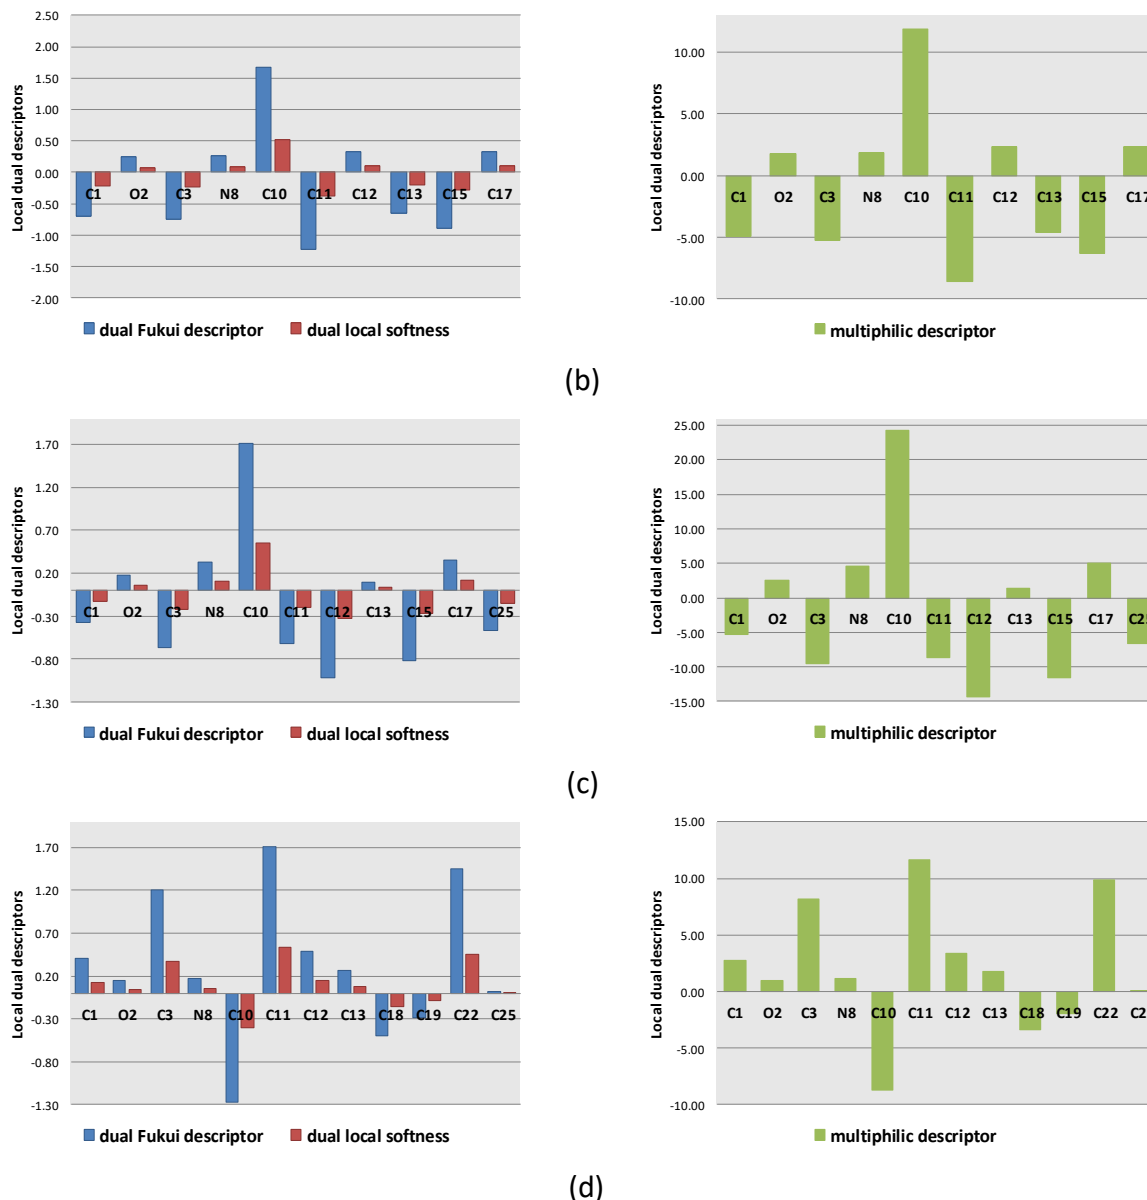 Local dual descriptors
2.50
2.00
1.50
1.00
0.50
0.00
-0.50
-1.00
-1.50
-2.00
C1 O2 C3 N8 C10 C11 C12 C13 C15 C17
dual Fukui descriptor dual local softness
Local dual descriptors
10.00
5.00
0.00
-5.00
-10.00
C1 O2 C3 N8 C10 C11 C12 C13 C15 C17
multiphilic descriptor
(b)
Local dual descriptors
1.70
1.20
0.70
0.20
-0.30
-0.80
-1.30
C1 O2 C3 N8 C10 C11 C12 C13 C15 C17 C25
dual Fukui descriptor dual local softness
Local dual descriptors
25.00
20.00
15.00
10.00
5.00
0.00
-5.00
-10.00
-15.00
C1 O2 C3 N8 C10 C11 C12 C13 C15 C17 C25
multiphilic descriptor
(c)
Local dual descriptors
1.70
1.20
0.70
0.20
-0.30
-0.80
-1.30
C1 O2 C3 N8 C10 C11 C12 C13 C18 C19 C22 C25
dual Fukui descriptor dual local softness
Local dual descriptors
15.00
10.00
5.00
0.00
-5.00
-10.00
C1 O2 C3 N8 C10 C11 C12 C13 C18 C19 C22 C2
multiphilic descriptor
(d)